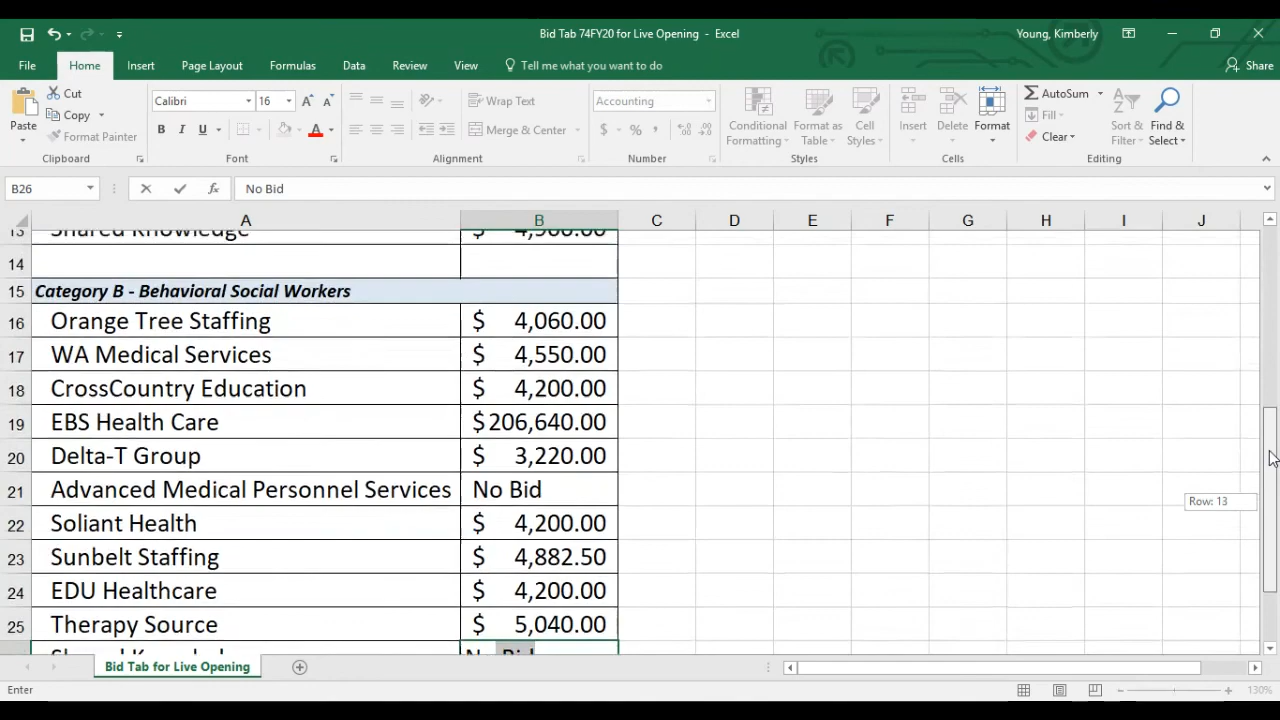 Bid Tab 74FY20 for Live Opening - Excel
Young, Kimberly
File
Home
Insert
Page Layout
Formulas
Data
Review
View
Tell me what you want to do
Share
Paste
Cut
Copy
Format Painter
Clipboard
Calibri
16
B I U
Font
Wrap Text
Merge & Center
Alignment
Accounting
$ % ,
Number
Conditional Formatting
Format as Table
Cell Styles
Styles
Insert
Delete
Format
Cells
AutoSum
Fill
Clear
Sort & Filter
Find & Select
Editing
B26
No Bid
A B C D E F G H I J
13 Shared Knowledge $ 4,900.00
14
15 Category B - Behavioral Social Workers
16 Orange Tree Staffing $ 4,060.00
17 WA Medical Services $ 4,550.00
18 CrossCountry Education $ 4,200.00
19 EBS Health Care $206,640.00
20 Delta-T Group $ 3,220.00
21 Advanced Medical Personnel Services No Bid
22 Soliant Health $ 4,200.00
23 Sunbelt Staffing $ 4,882.50
24 EDU Healthcare $ 4,200.00
25 Therapy Source $ 5,040.00
Shared Knowledge No Bid
Row: 13
Bid Tab for Live Opening
Enter
130%